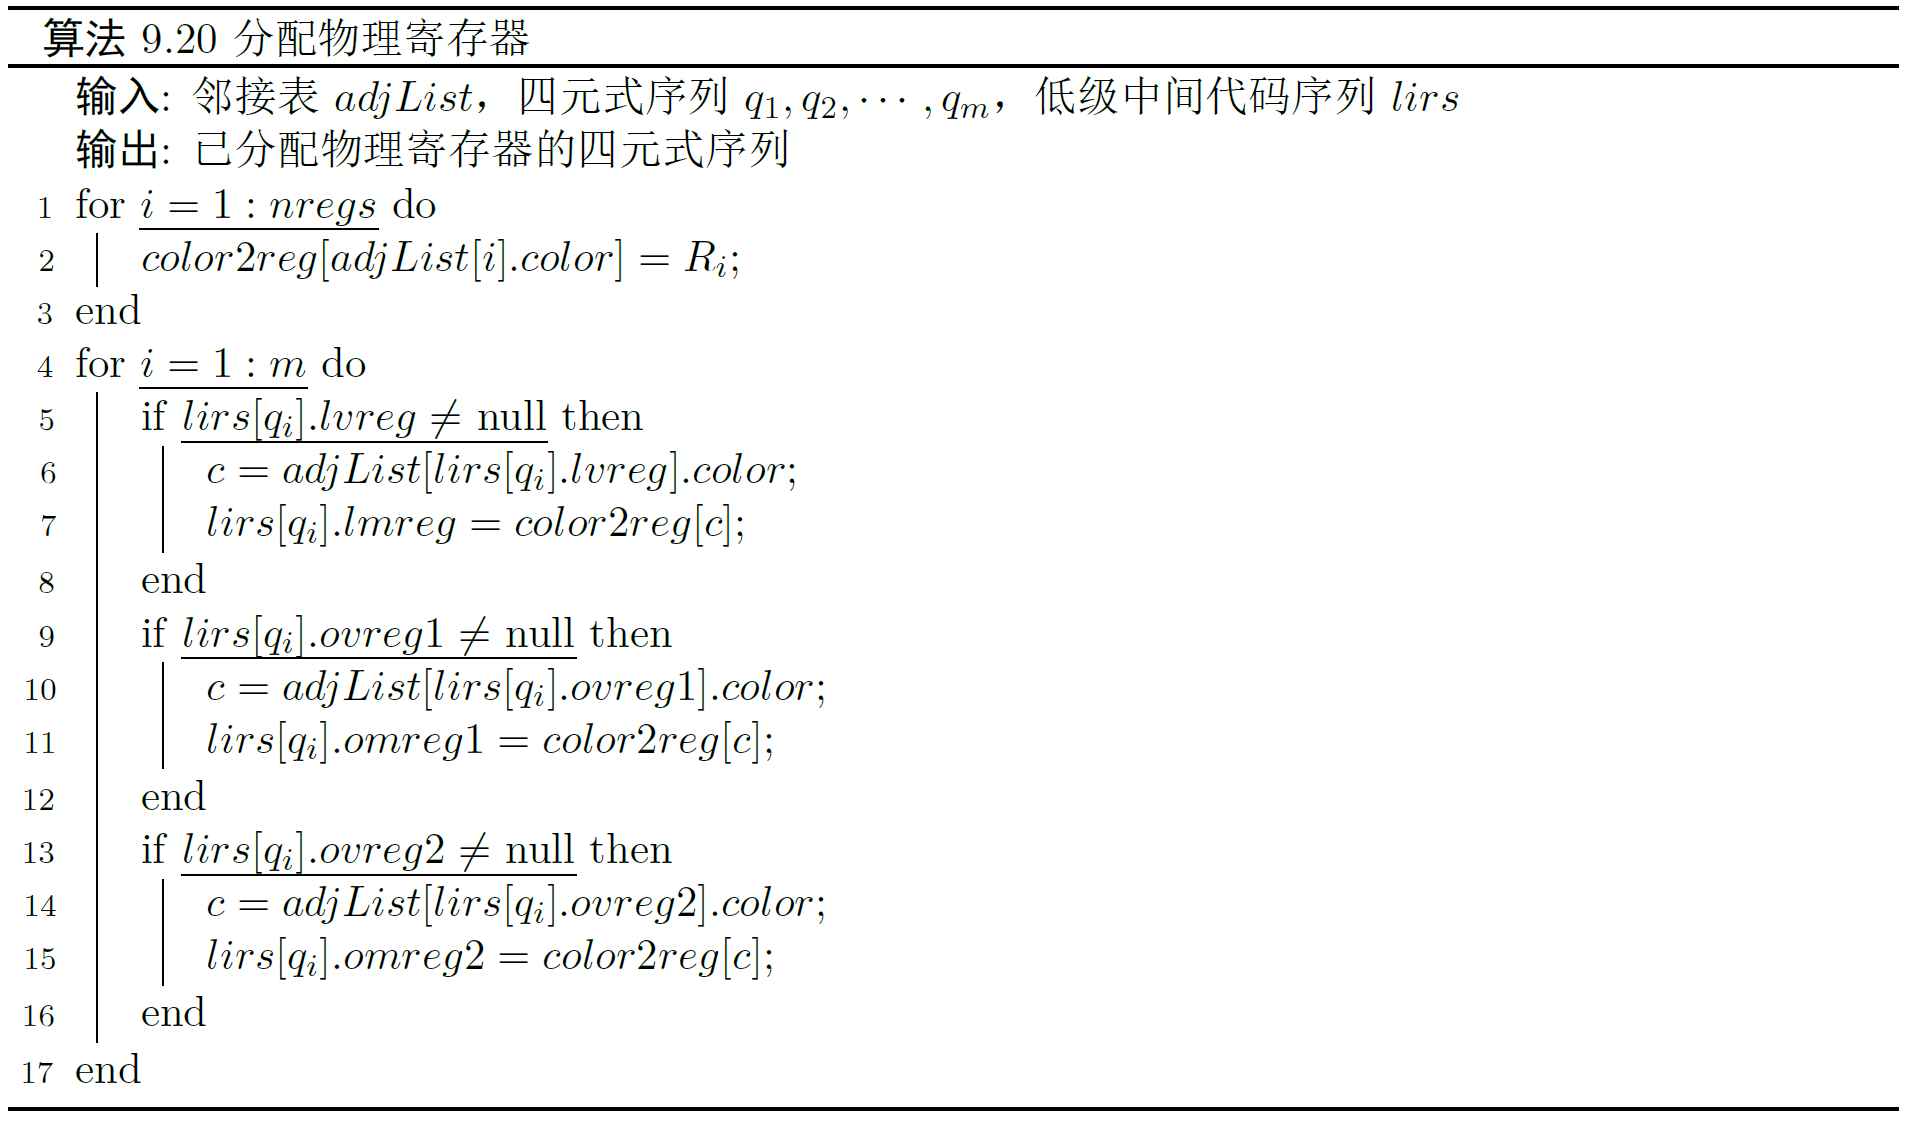 算法 9.20 分配物理寄存器
输入: 邻接表 adjList，四元式序列 q₁, q₂, ⋯ , qₘ，低级中间代码序列 lirs
输出: 已分配物理寄存器的四元式序列
1 for i = 1 : nregs do
2 color2reg[adjList[i].color] = Rᵢ;
3 end
4 for i = 1 : m do
5 if lirs[qᵢ].lvreg ≠ null then
6 c = adjList[lirs[qᵢ].lvreg].color;
7 lirs[qᵢ].lmreg = color2reg[c];
8 end
9 if lirs[qᵢ].ovreg1 ≠ null then
10 c = adjList[lirs[qᵢ].ovreg1].color;
11 lirs[qᵢ].omreg1 = color2reg[c];
12 end
13 if lirs[qᵢ].ovreg2 ≠ null then
14 c = adjList[lirs[qᵢ].ovreg2].color;
15 lirs[qᵢ].omreg2 = color2reg[c];
16 end
17 end